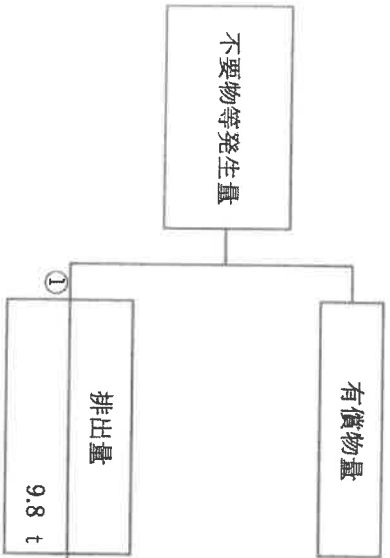 不要物等発生量
有償物量
①
排出量
9.8 t